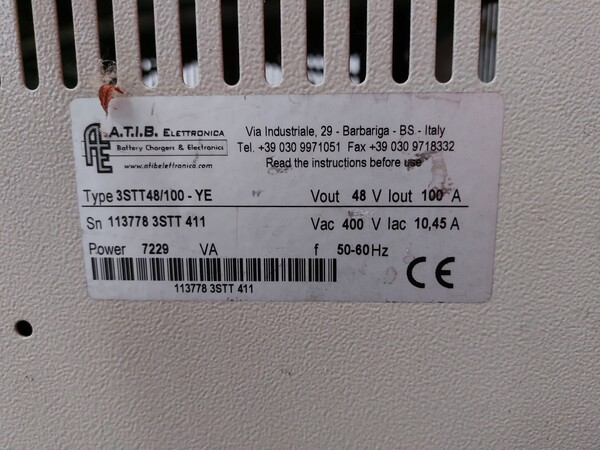 A.T.I.B. ELETTRONICA
Battery Chargers & Electronics
www.atibelettronica.com
Via Industriale, 29 - Barbariga - BS - Italy
Tel. +39 030 9971051 Fax +39 030 9718332
Read the instructions before use
Type 3STT48/100 - YE Vout 48 V Iout 100 A
Sn 113778 3STT 411 Vac 400 V Iac 10,45 A
Power 7229 VA f 50-60 Hz
113778 3STT 411
CE